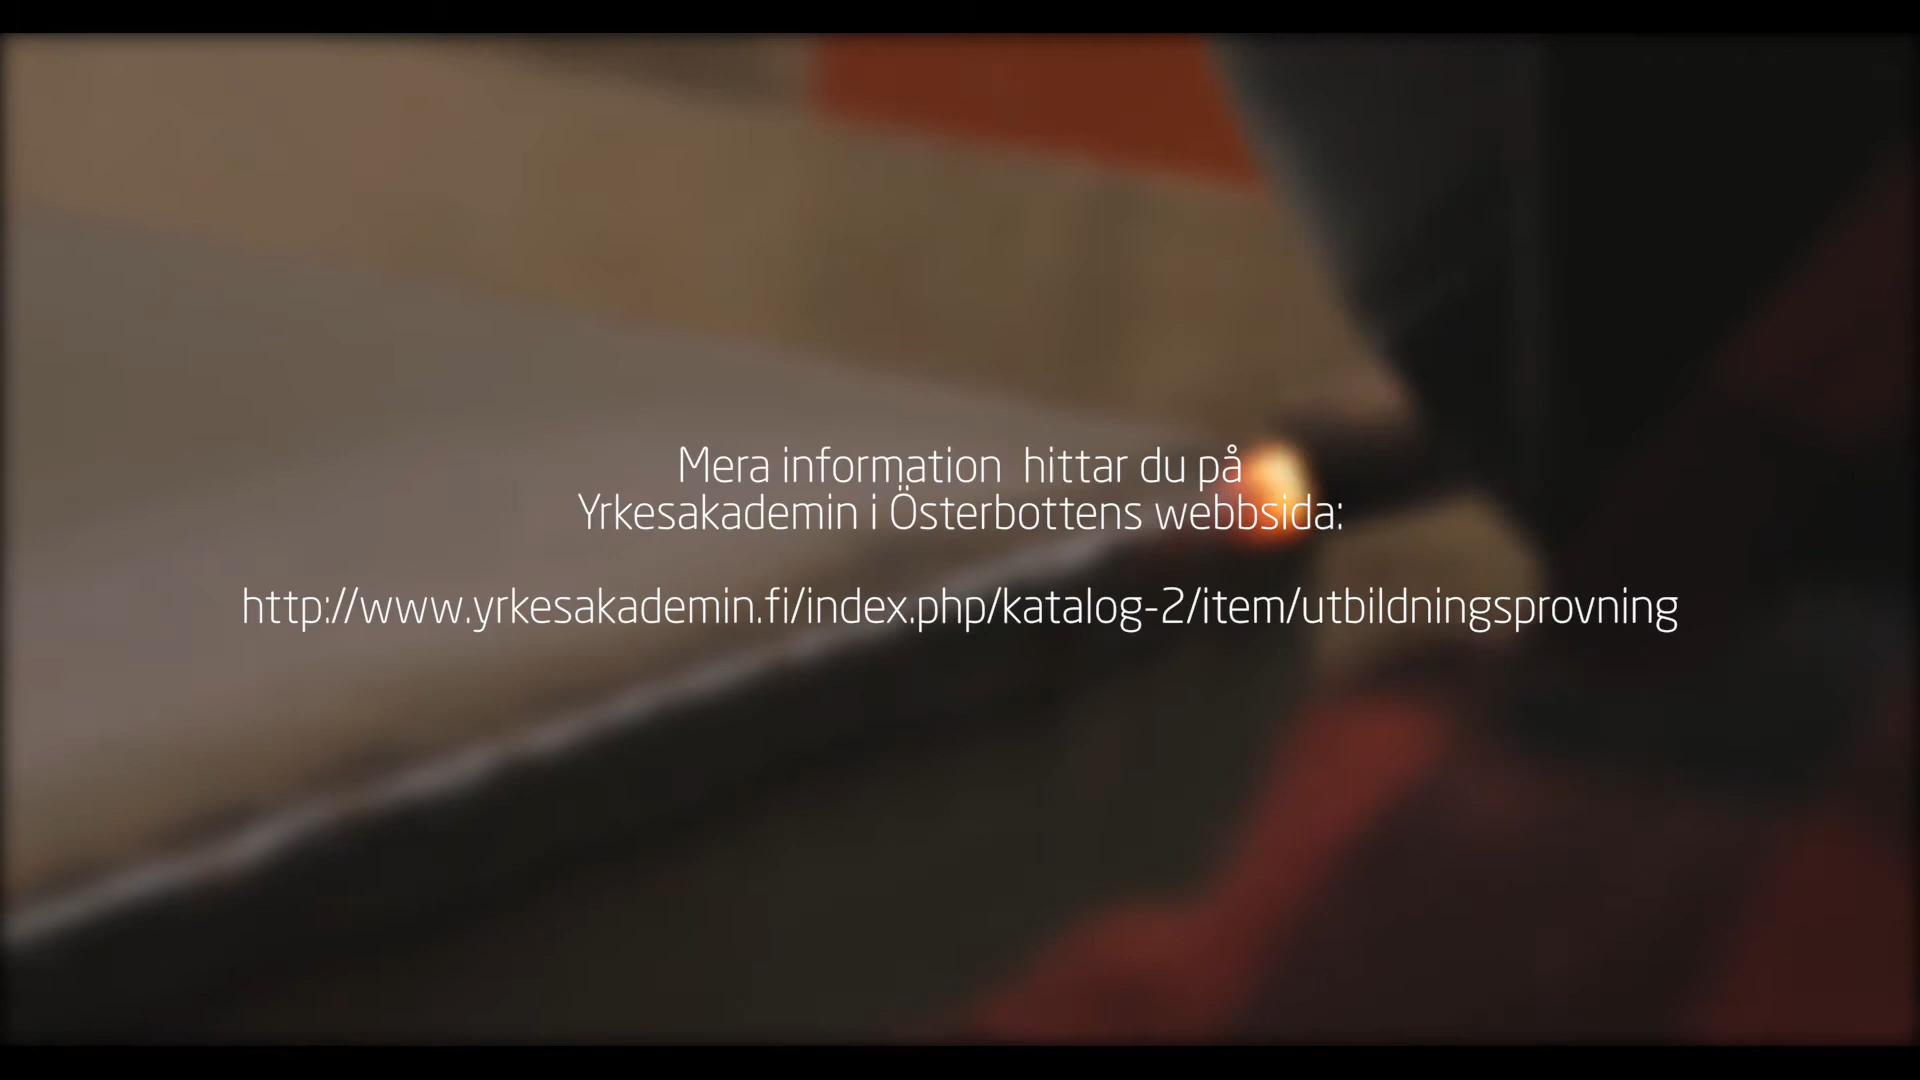 Mera information  hittar du på
Yrkesakademin i Österbottens webbsida:
http://www.yrkesakademin.fi/index.php/katalog-2/item/utbildningsprovning